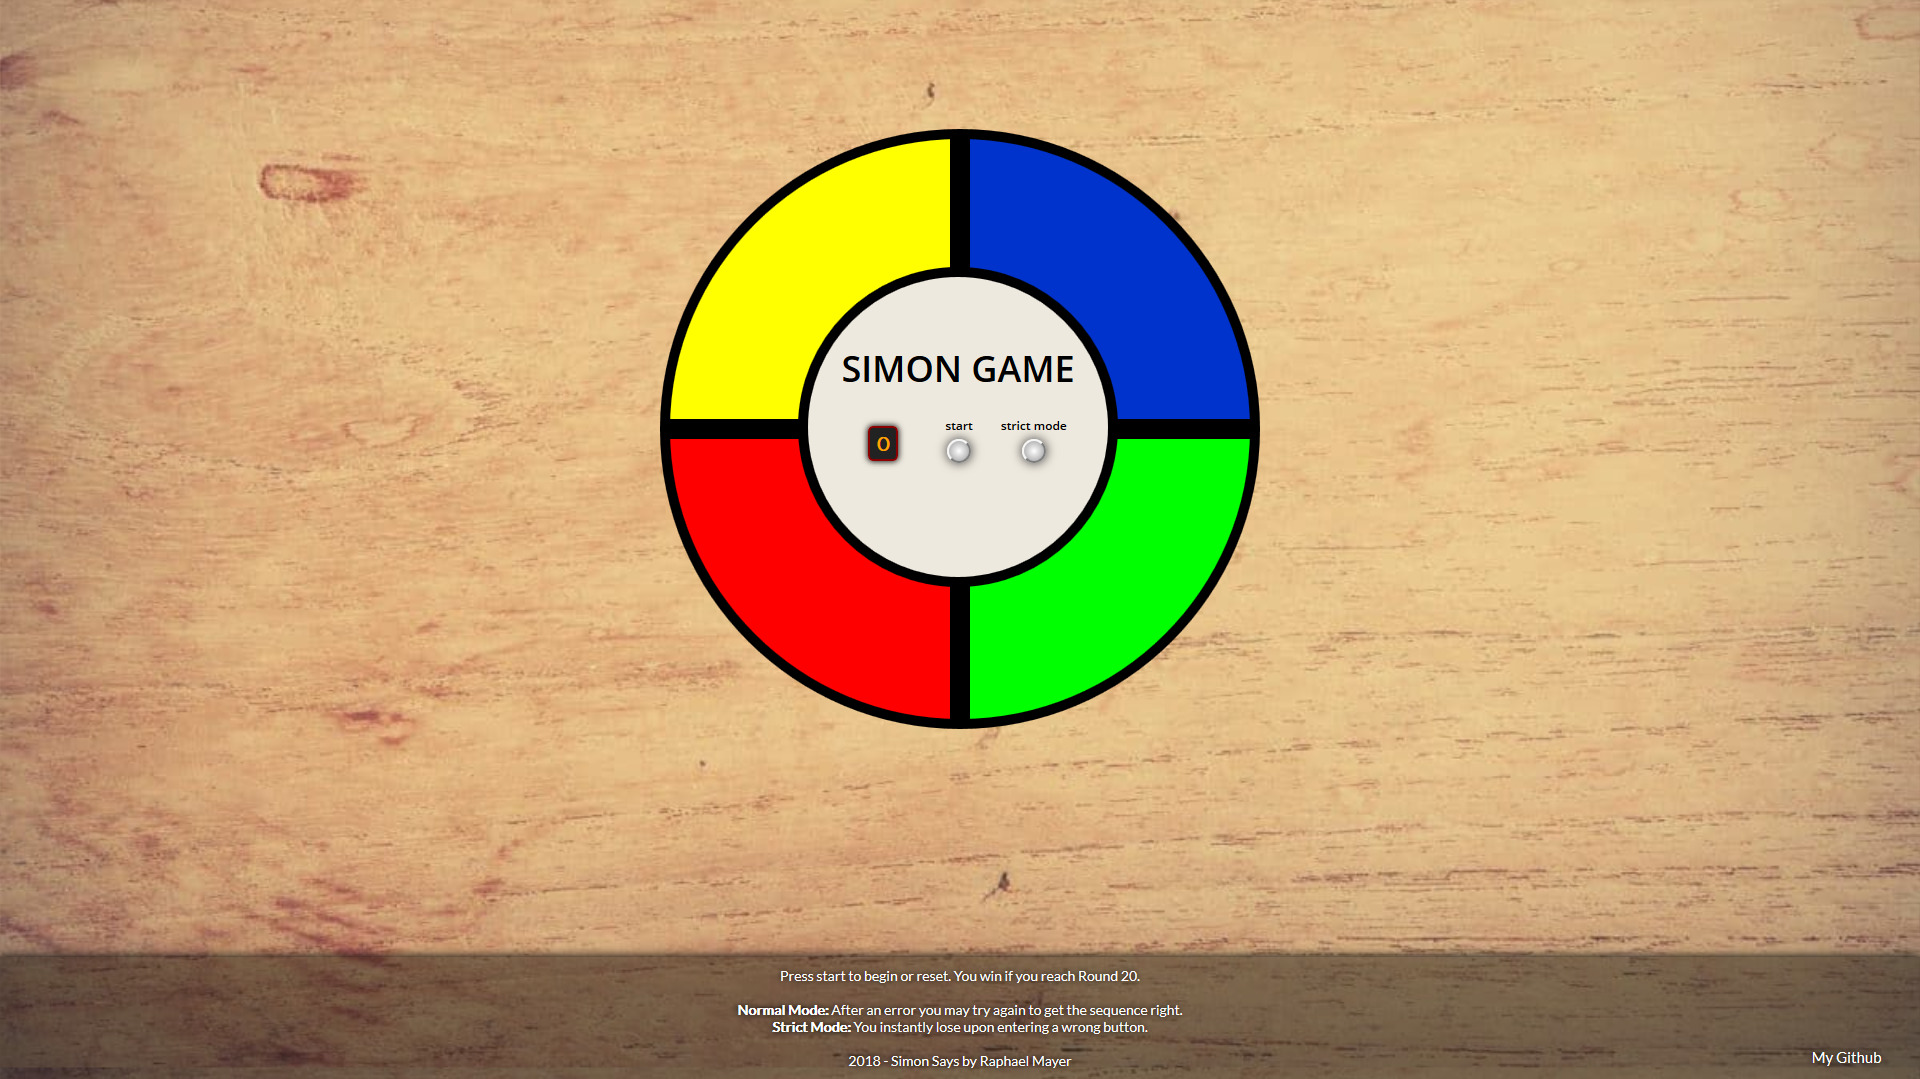 SIMON GAME
0
start
strict mode
Press start to begin or reset. You win if you reach Round 20.
Normal Mode: After an error you may try again to get the sequence right.
Strict Mode: You instantly lose upon entering a wrong button.
2018 - Simon Says by Raphael Mayer
My Github